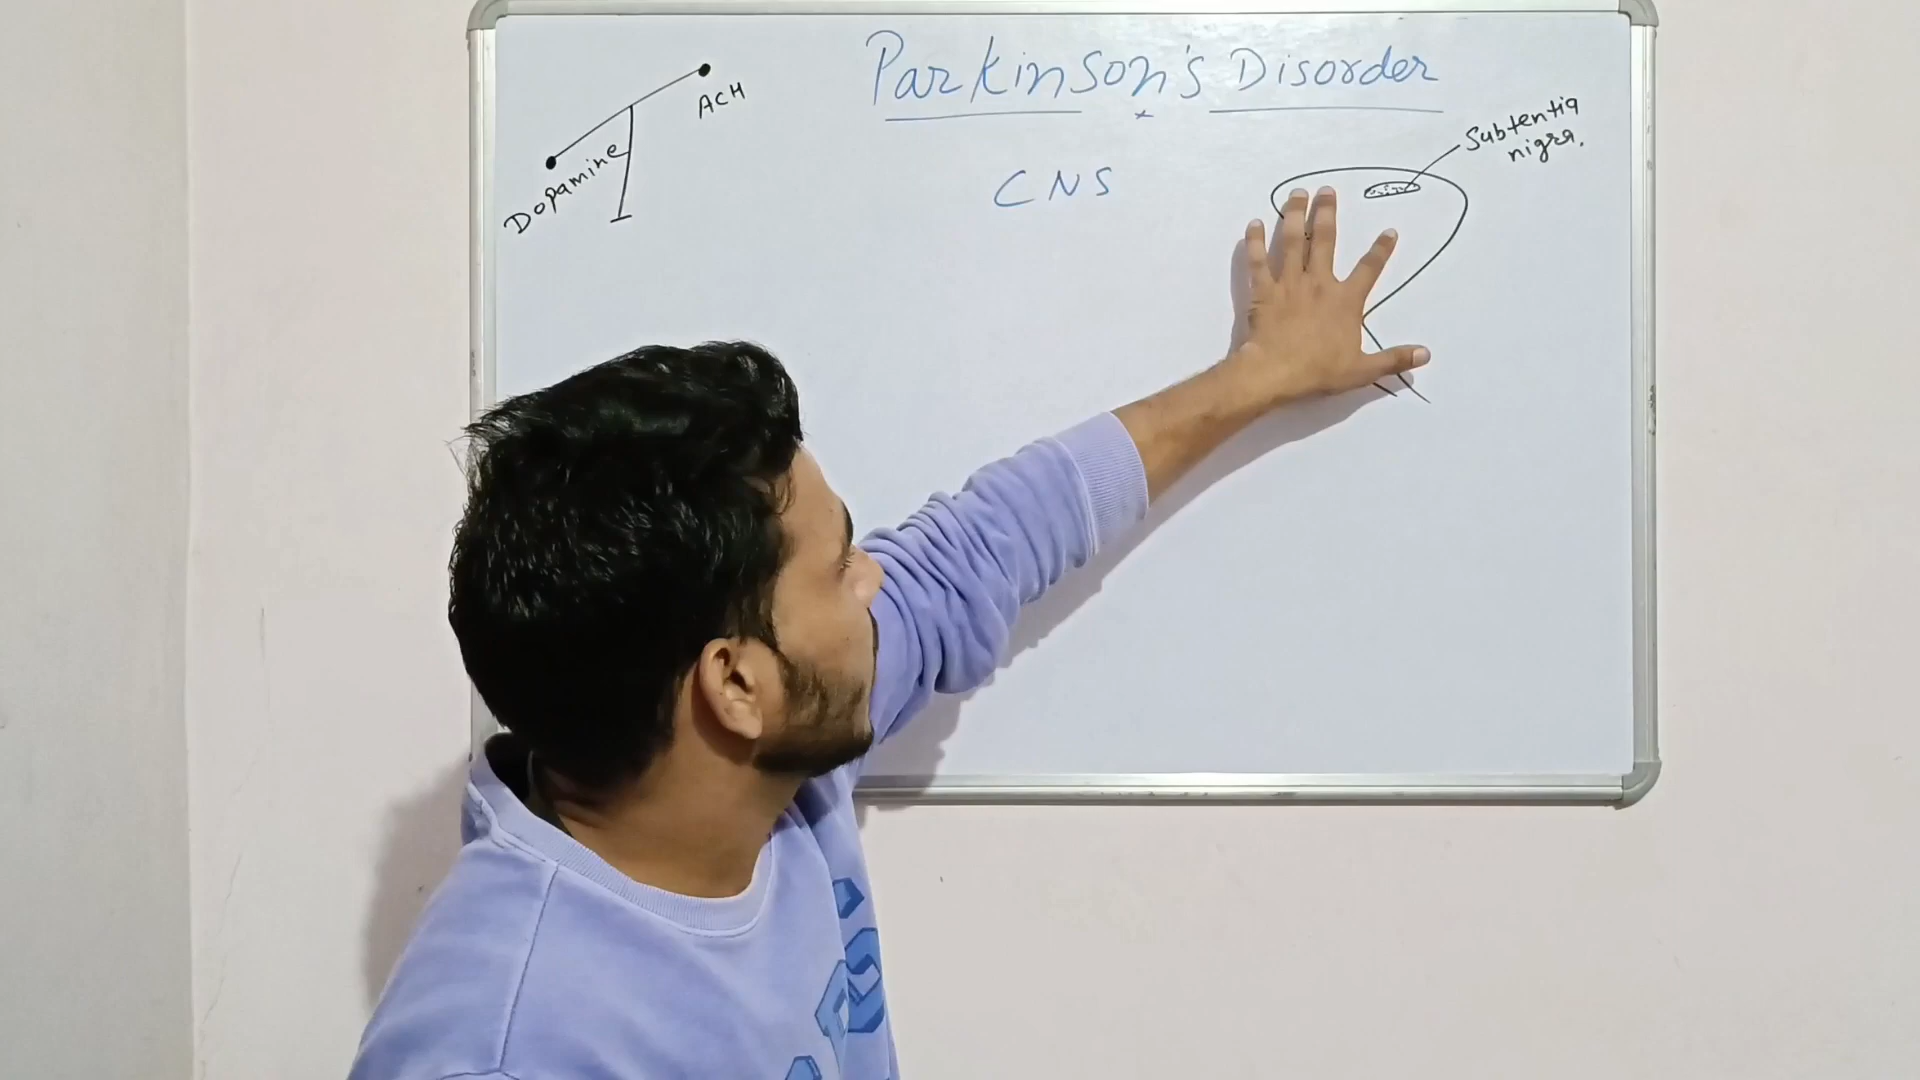 Parkinson's Disorder
ACH
Dopamine
CNS
Subtentia
nigra.